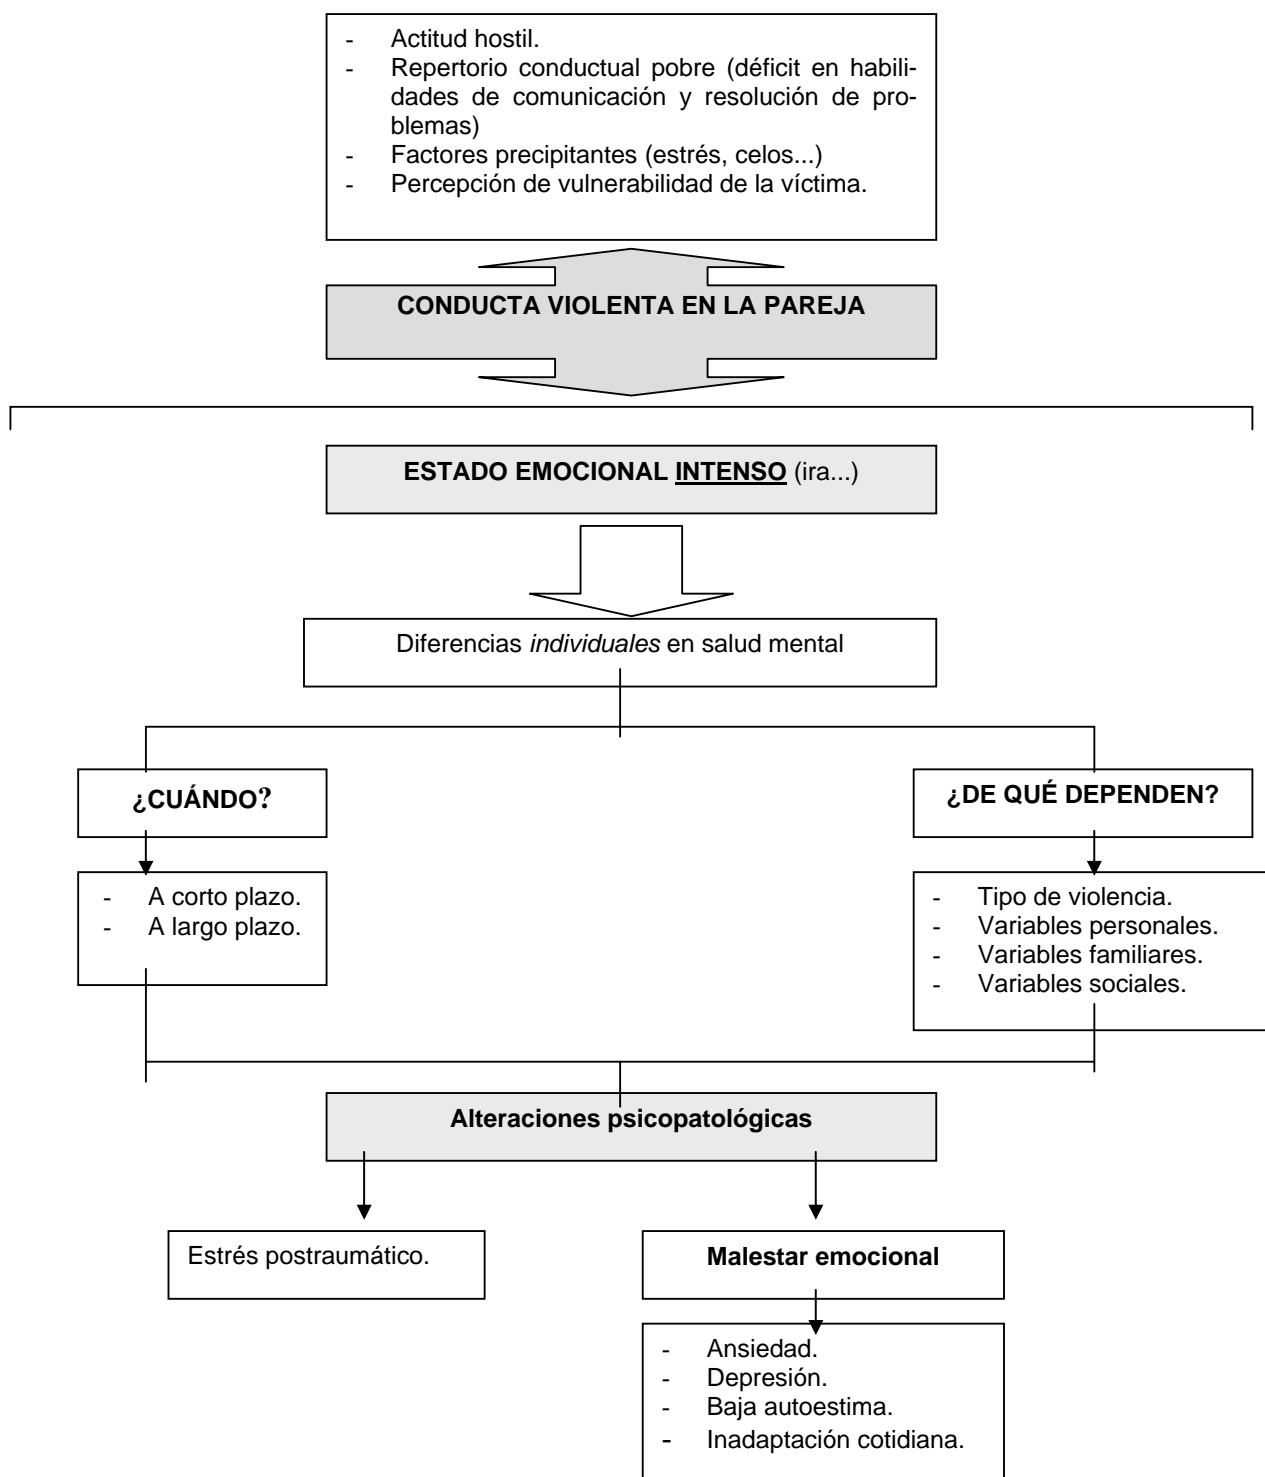 - Actitud hostil.
- Repertorio conductual pobre (déficit en habili-
dades de comunicación y resolución de pro-
blemas)
- Factores precipitantes (estrés, celos...)
- Percepción de vulnerabilidad de la víctima.
CONDUCTA VIOLENTA EN LA PAREJA
ESTADO EMOCIONAL INTENSO (ira...)
Diferencias individuales en salud mental
¿CUÁNDO?
¿DE QUÉ DEPENDEN?
- A corto plazo.
- A largo plazo.
- Tipo de violencia.
- Variables personales.
- Variables familiares.
- Variables sociales.
Alteraciones psicopatológicas
Estrés postraumático.
Malestar emocional
- Ansiedad.
- Depresión.
- Baja autoestima.
- Inadaptación cotidiana.